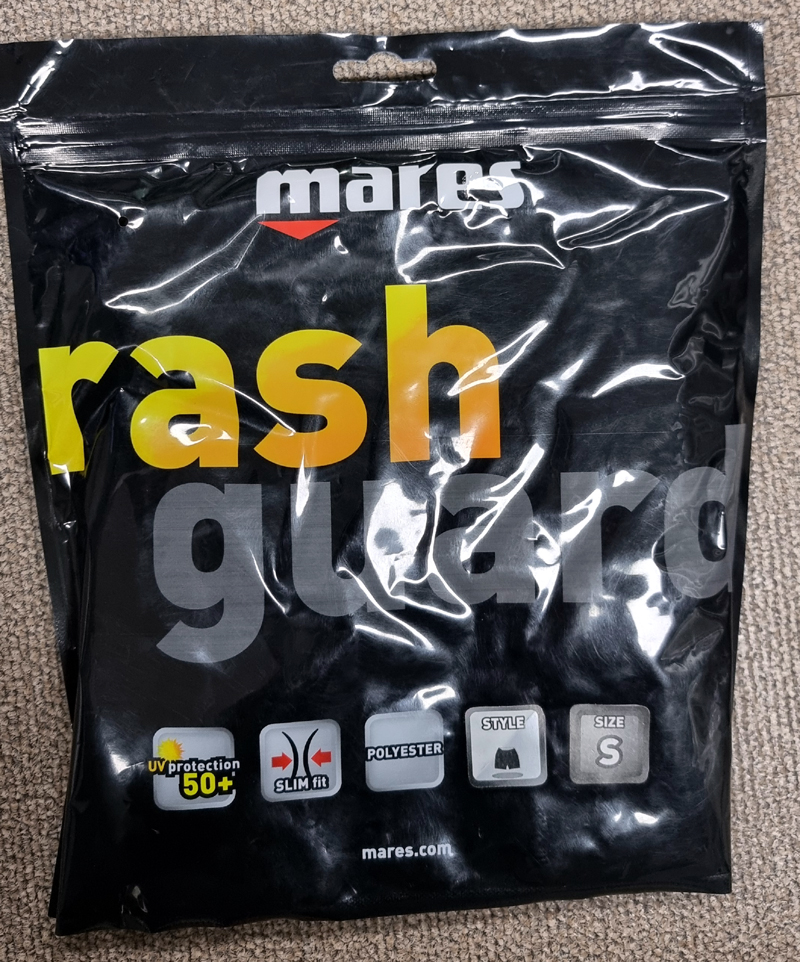 mares
rash
guard
UV protection
50+
SLIM fit
POLYESTER
STYLE
SIZE
S
mares.com